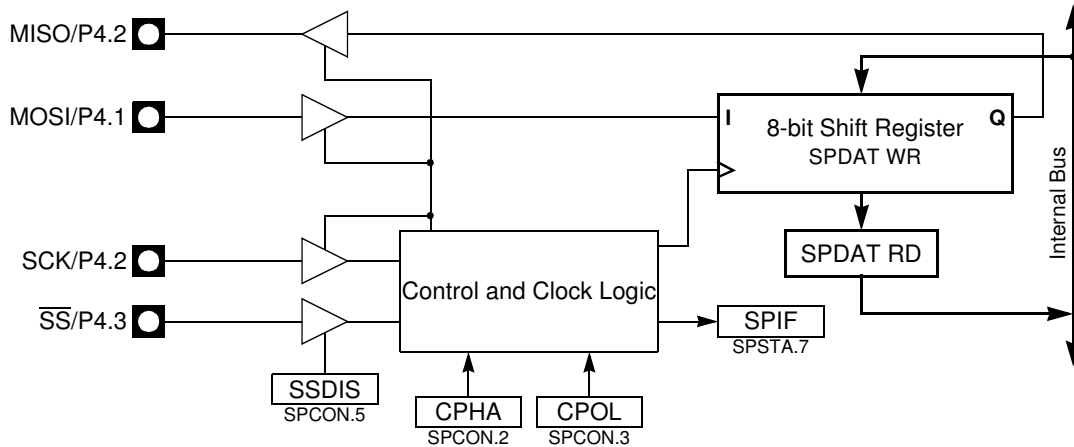 MISO/P4.2
MOSI/P4.1
I
8-bit Shift Register
Q
SPDAT WR
Internal Bus
SCK/P4.2
SPDAT RD
Control and Clock Logic
SS/P4.3
SPIF
SPSTA.7
SSDIS
SPCON.5
CPHA
SPCON.2
CPOL
SPCON.3